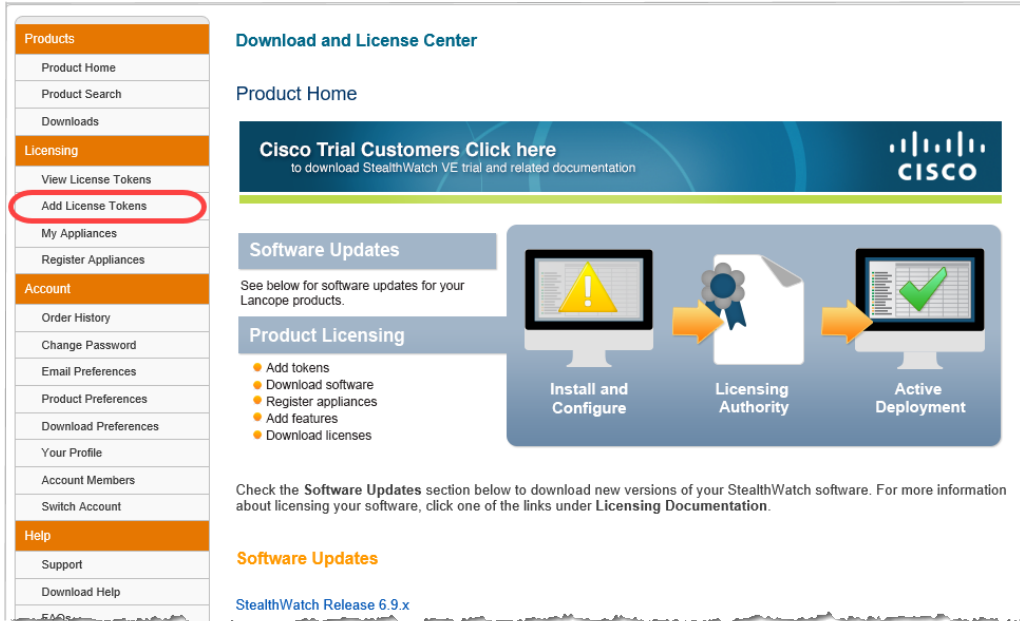 Products
Product Home
Product Search
Downloads
Licensing
View License Tokens
Add License Tokens
My Appliances
Register Appliances
Account
Order History
Change Password
Email Preferences
Product Preferences
Download Preferences
Your Profile
Account Members
Switch Account
Help
Support
Download Help
FAQs
Download and License Center
Product Home
Cisco Trial Customers Click here
to download StealthWatch VE trial and related documentation
CISCO
Software Updates
See below for software updates for your
Lancope products.
Product Licensing
Add tokens
Download software
Register appliances
Add features
Download licenses
Install and
Configure
Licensing
Authority
Active
Deployment
Check the Software Updates section below to download new versions of your StealthWatch software. For more information
about licensing your software, click one of the links under Licensing Documentation.
Software Updates
StealthWatch Release 6.9.x